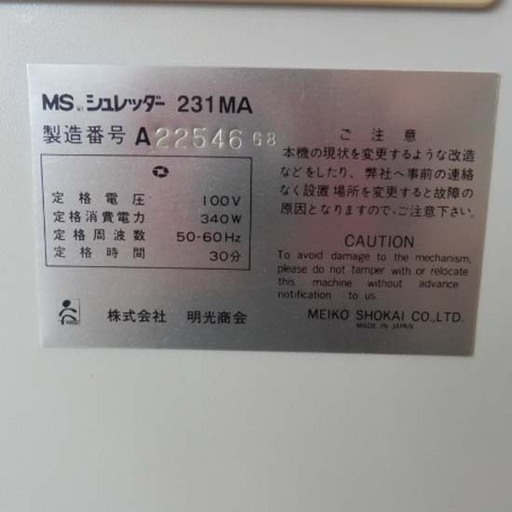 MS シュレッダー 231MA
製造番号 A22546 G8
定格電圧 100V
定格消費電力 340W
定格周波数 50-60Hz
定格時間 30分
株式会社 明光商会
ご注意
本機の現状を変更するような改造
などをしたり、弊社へ事前の連絡
なく設置場所を変更すると故障の
原因となりますので、ご注意下さい。
CAUTION
To avoid damage to the mechanism,
please do not tamper with or relocate
this machine without advance
notification to us.
MEIKO SHOKAI CO.,LTD.
MADE IN JAPAN